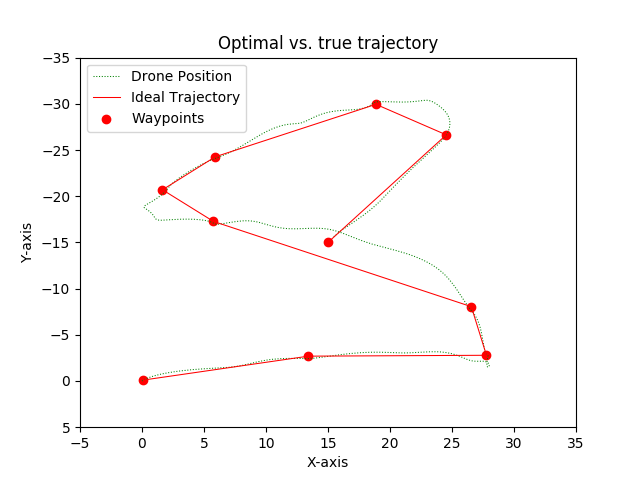 Optimal vs. true trajectory
Drone Position
Ideal Trajectory
Waypoints
Y-axis
−35
−30
−25
−20
−15
−10
−5
0
5
−5 0 5 10 15 20 25 30 35
X-axis